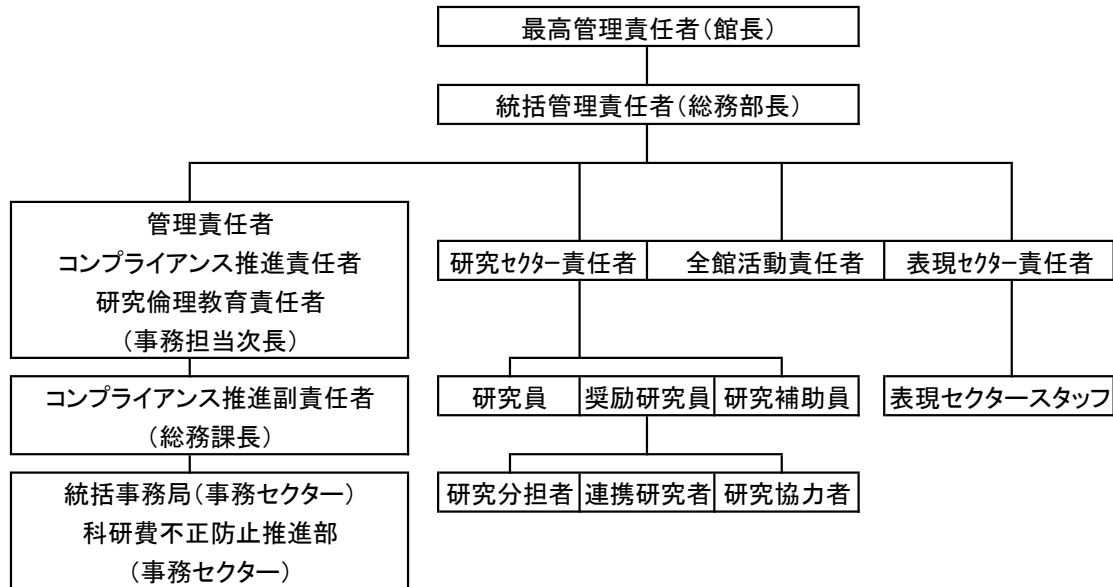 最高管理責任者(館長)
統括管理責任者(総務部長)
管理責任者
コンプライアンス推進責任者
研究倫理教育責任者
(事務担当次長)
研究ｾｸﾀｰ責任者
全館活動責任者
表現ｾｸﾀｰ責任者
コンプライアンス推進副責任者
(総務課長)
研究員
奨励研究員
研究補助員
表現セクタースタッフ
統括事務局(事務セクター)
科研費不正防止推進部
(事務セクター)
研究分担者
連携研究者
研究協力者